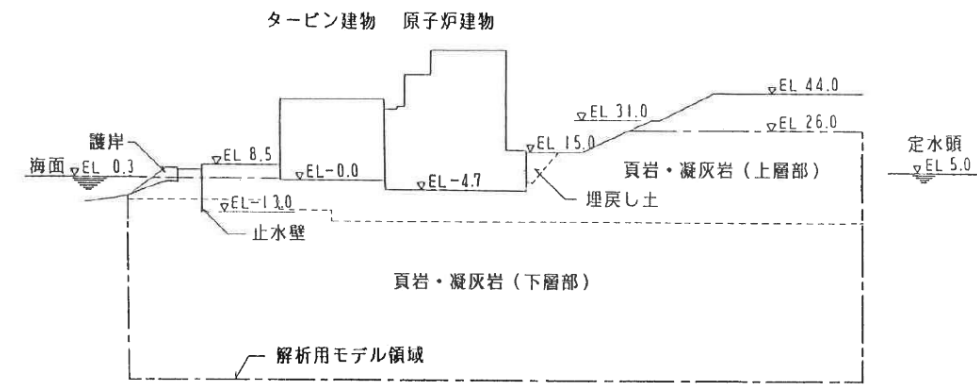 タービン建物 原子炉建物
EL 44.0
EL 31.0
EL 26.0
護岸
EL 15.0
定水頭
海面 EL 0.3
EL 8.5
頁岩・凝灰岩(上層部)
EL 5.0
EL-0.0
EL-4.7
埋戻し土
EL-13.0
止水壁
頁岩・凝灰岩(下層部)
解析用モデル領域